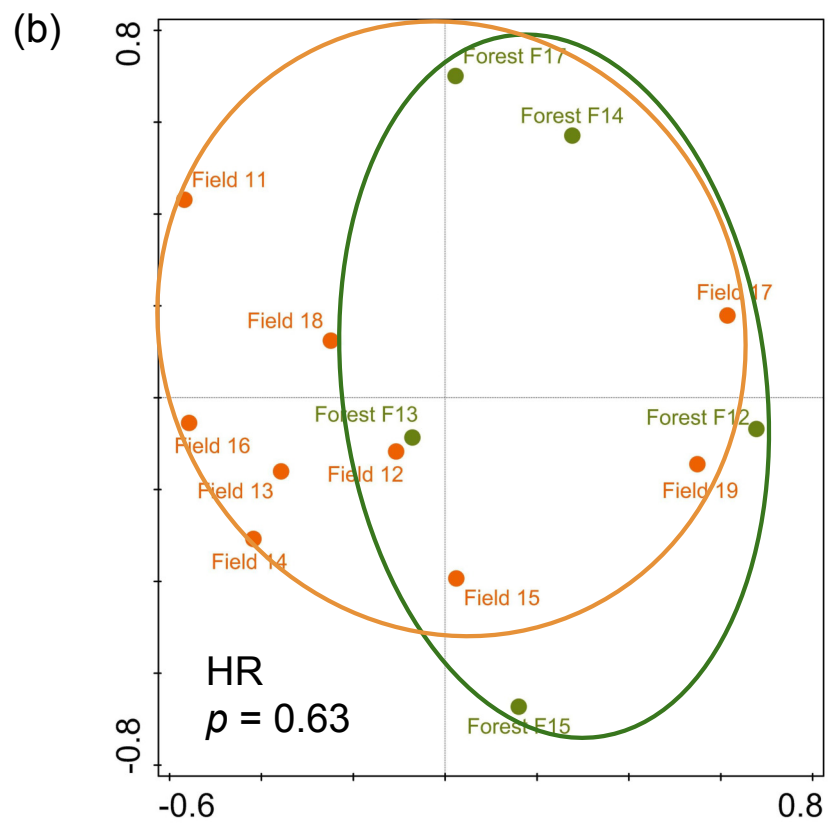 (b)
0.8
Forest F17
Forest F14
Field 11
Field 17
Field 18
Forest F13
Forest F12
Field 16
Field 12
Field 13
Field 19
Field 14
Field 15
HR
p = 0.63
Forest F15
-0.8
-0.6
0.8